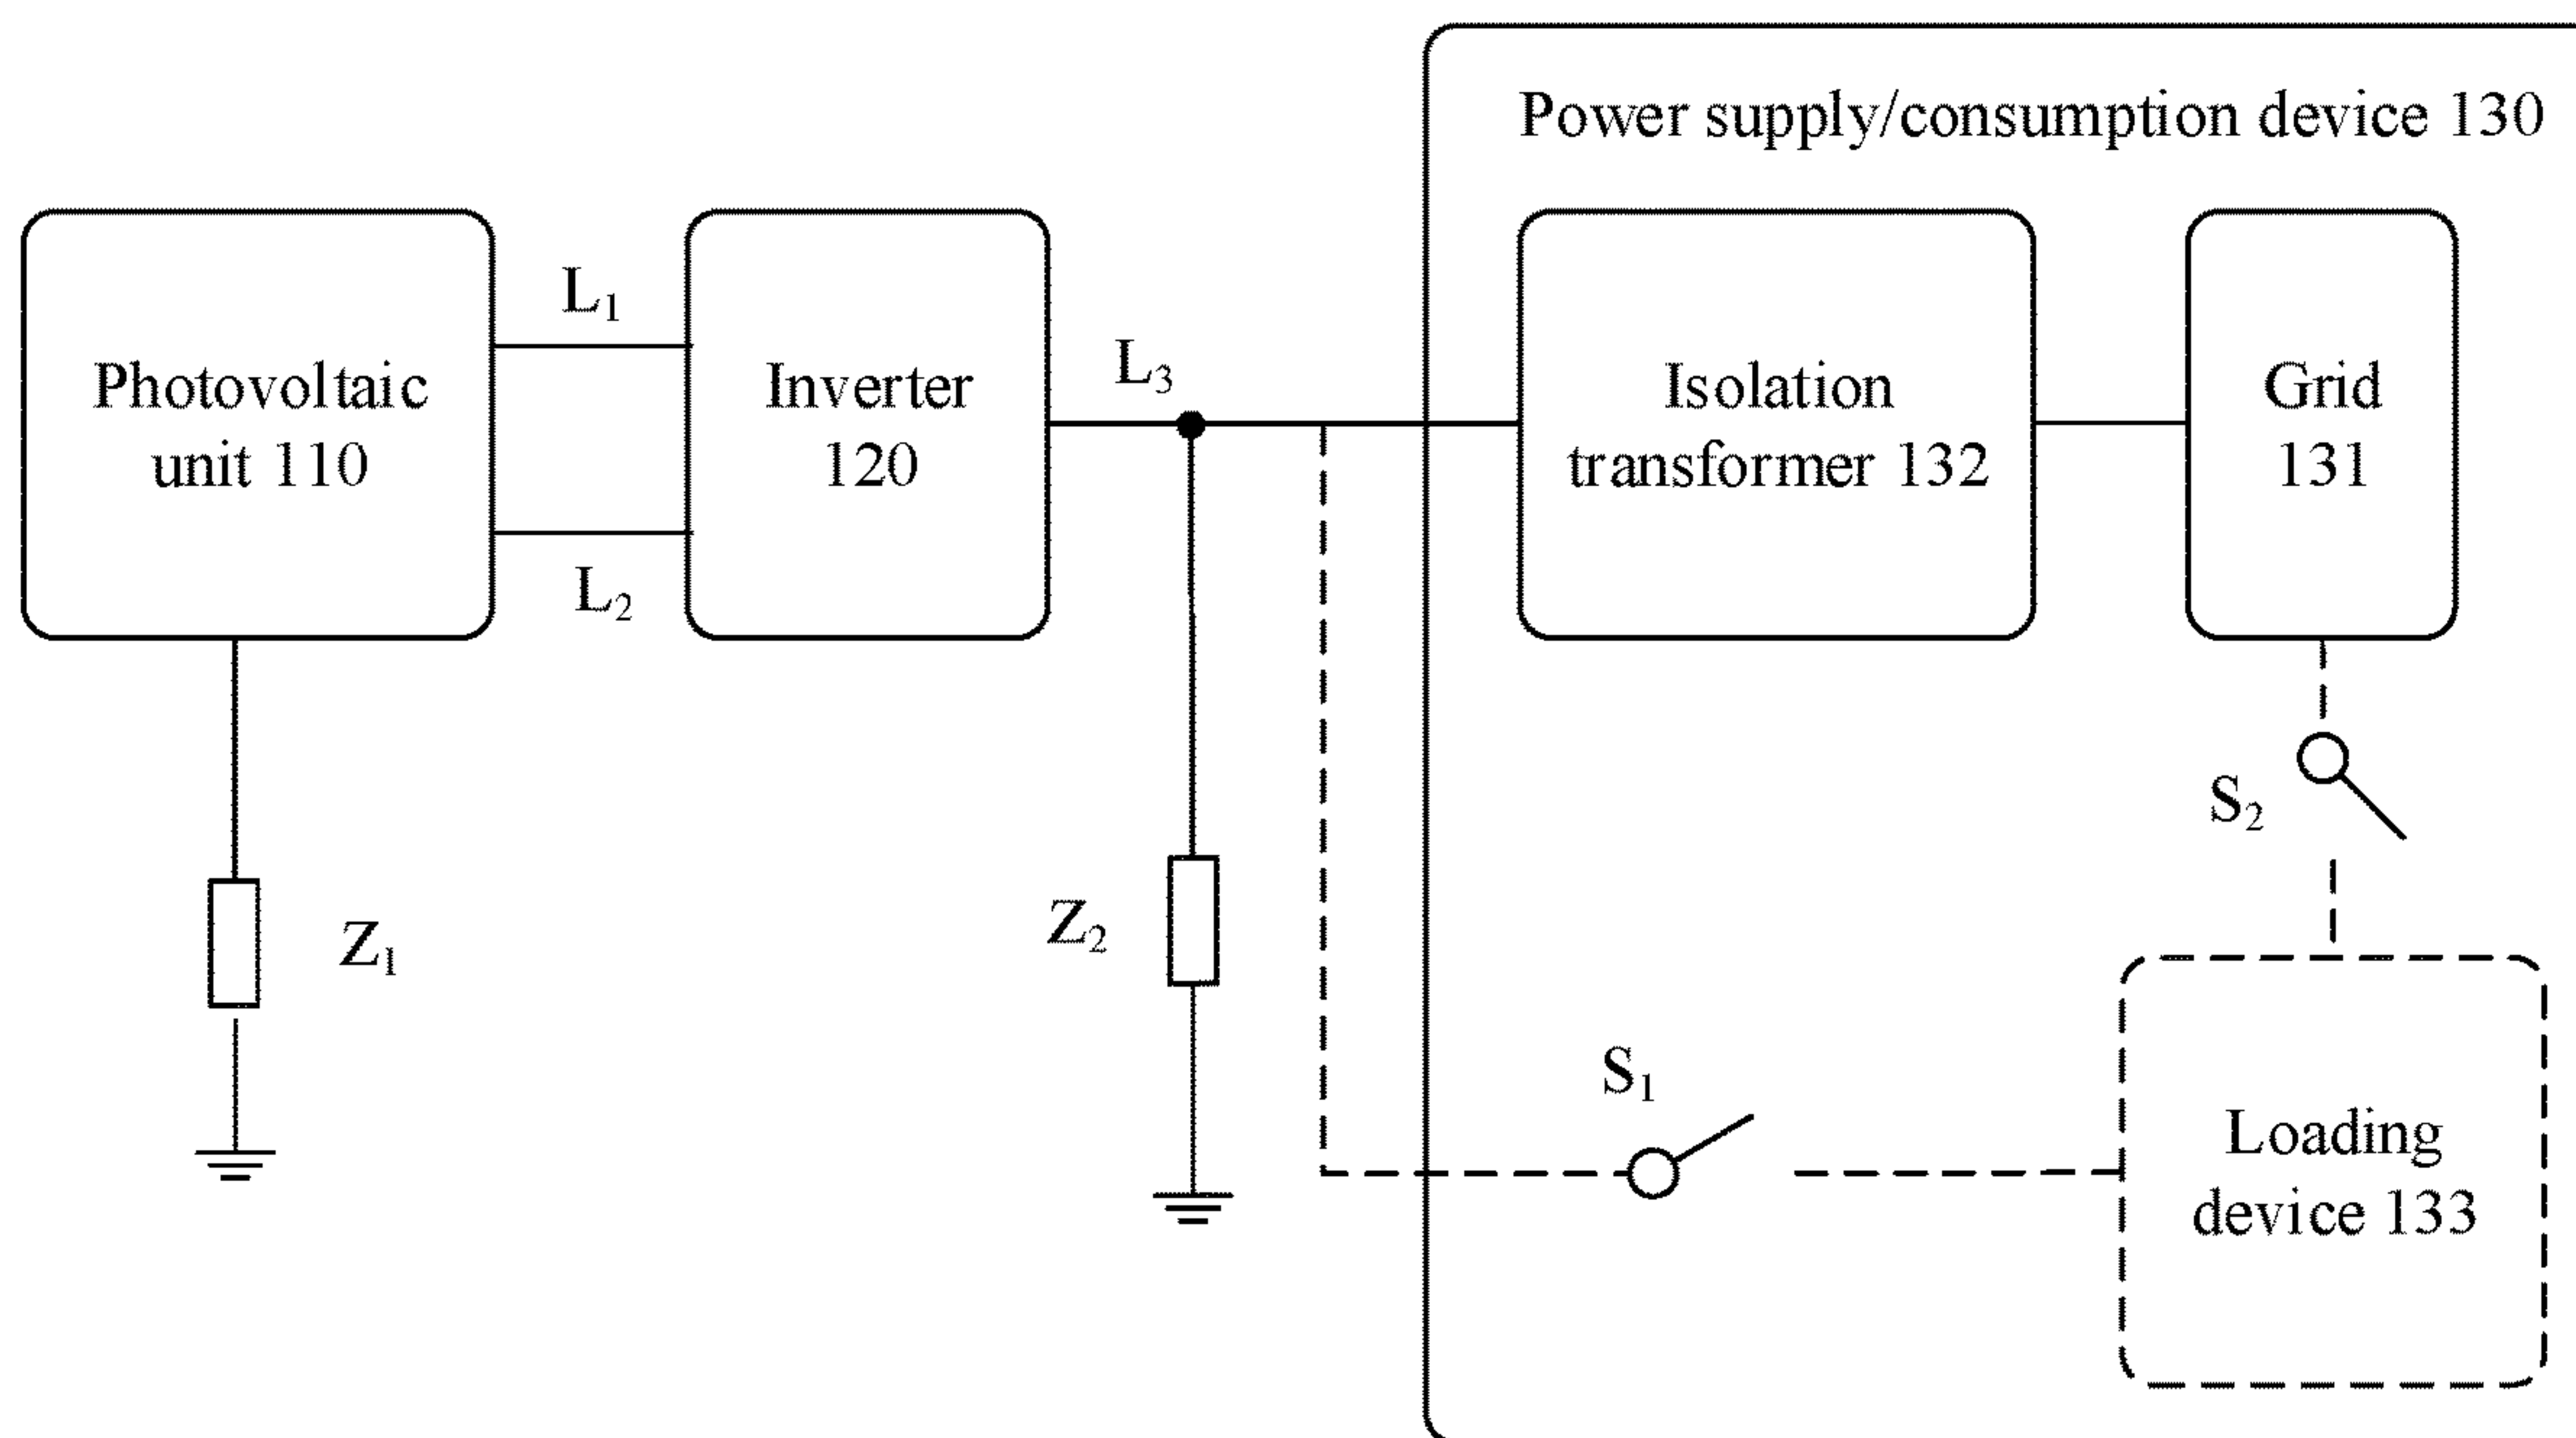 Power supply/consumption device 130
Photovoltaic
unit 110
L₁
L₂
Inverter
120
L₃
Isolation
transformer 132
Grid
131
S₂
Z₁
Z₂
S₁
Loading
device 133